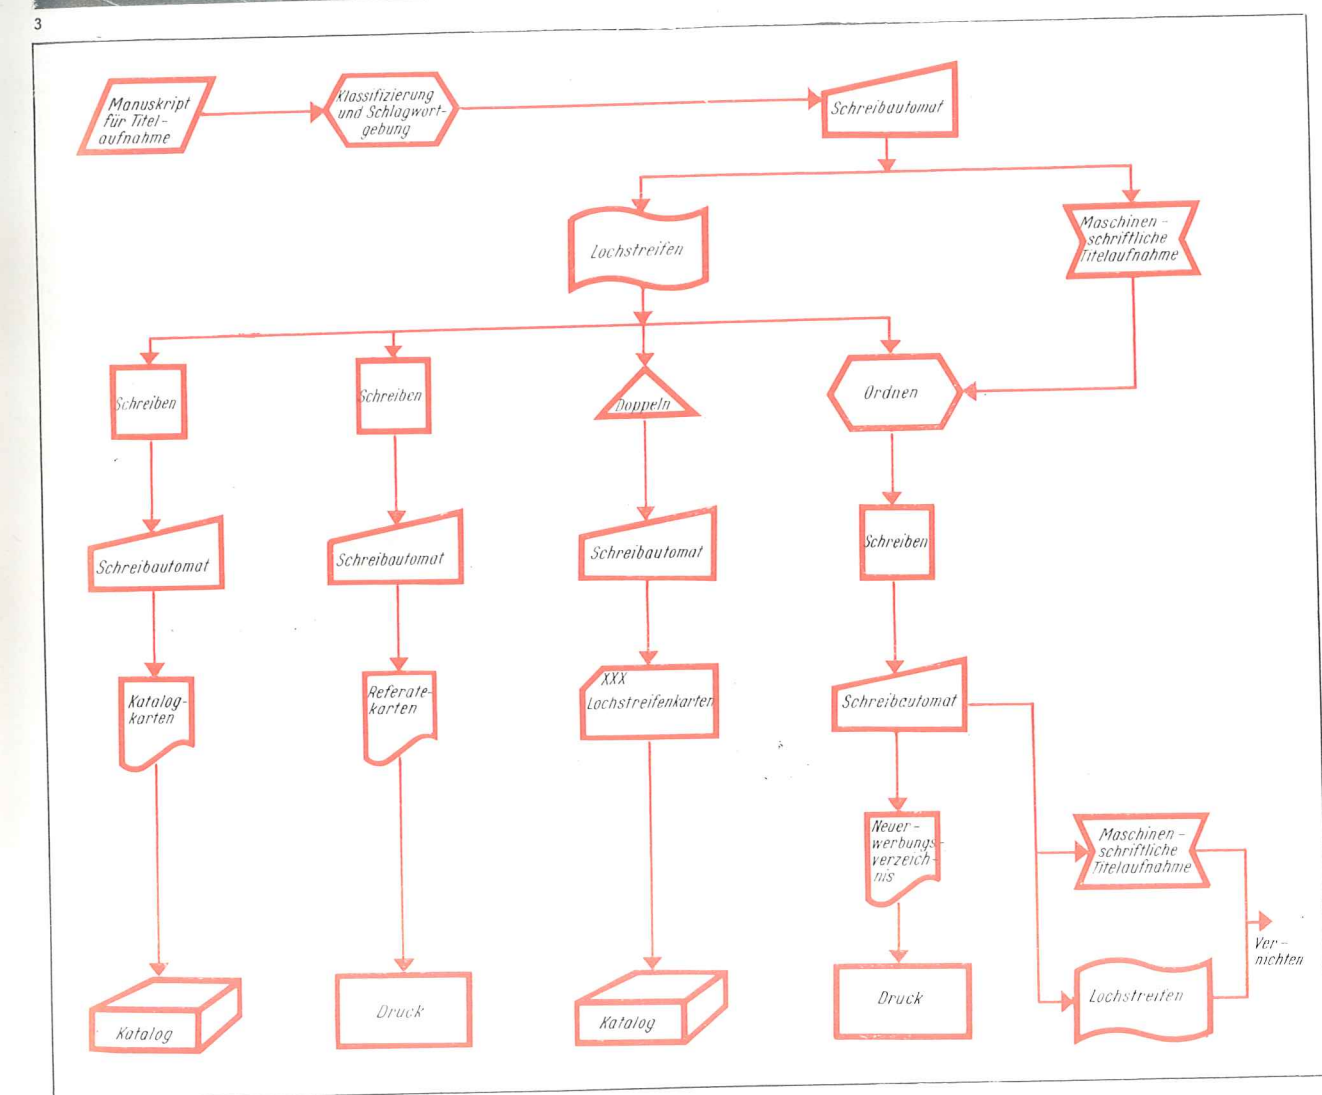 3
Manuskript
für Titel-
aufnahme
Klassifizierung
und Schlagwort-
gebung
Schreibautomat
Lochstreifen
Maschinen-
schriftliche
Titelaufnahme
Schreiben
Schreiben
Doppeln
Ordnen
Schreibautomat
Schreibautomat
Schreibautomat
Schreiben
Katalog-
karten
Referate-
karten
XXX
Lochstreifenkarten
Schreibautomat
Neuer-
werbungs-
verzeich-
nis
Maschinen-
schriftliche
Titelaufnahme
Ver-
nichten
Katalog
Druck
Katalog
Druck
Lochstreifen